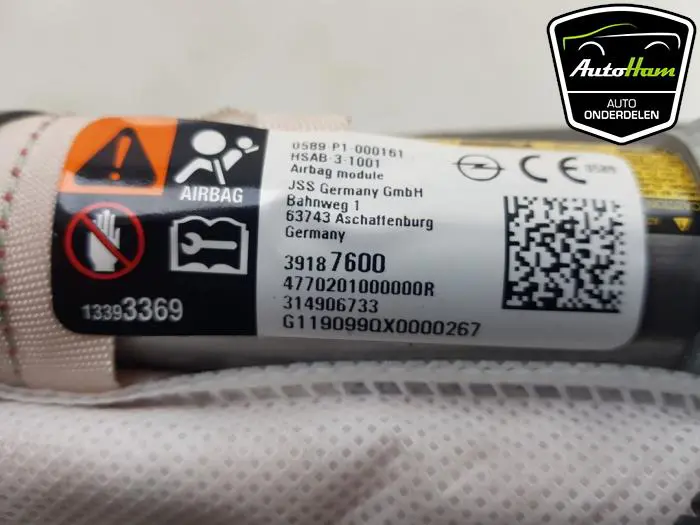 AutoHam
AUTO
ONDERDELEN
AIRBAG
13393369
0589-P1-000161
HSAB-3-1001
Airbag module
JSS Germany GmbH
Bahnweg 1
63743 Aschaffenburg
Germany
39187600
4770201000000R
314906733
G119099QX0000267
CE
0589